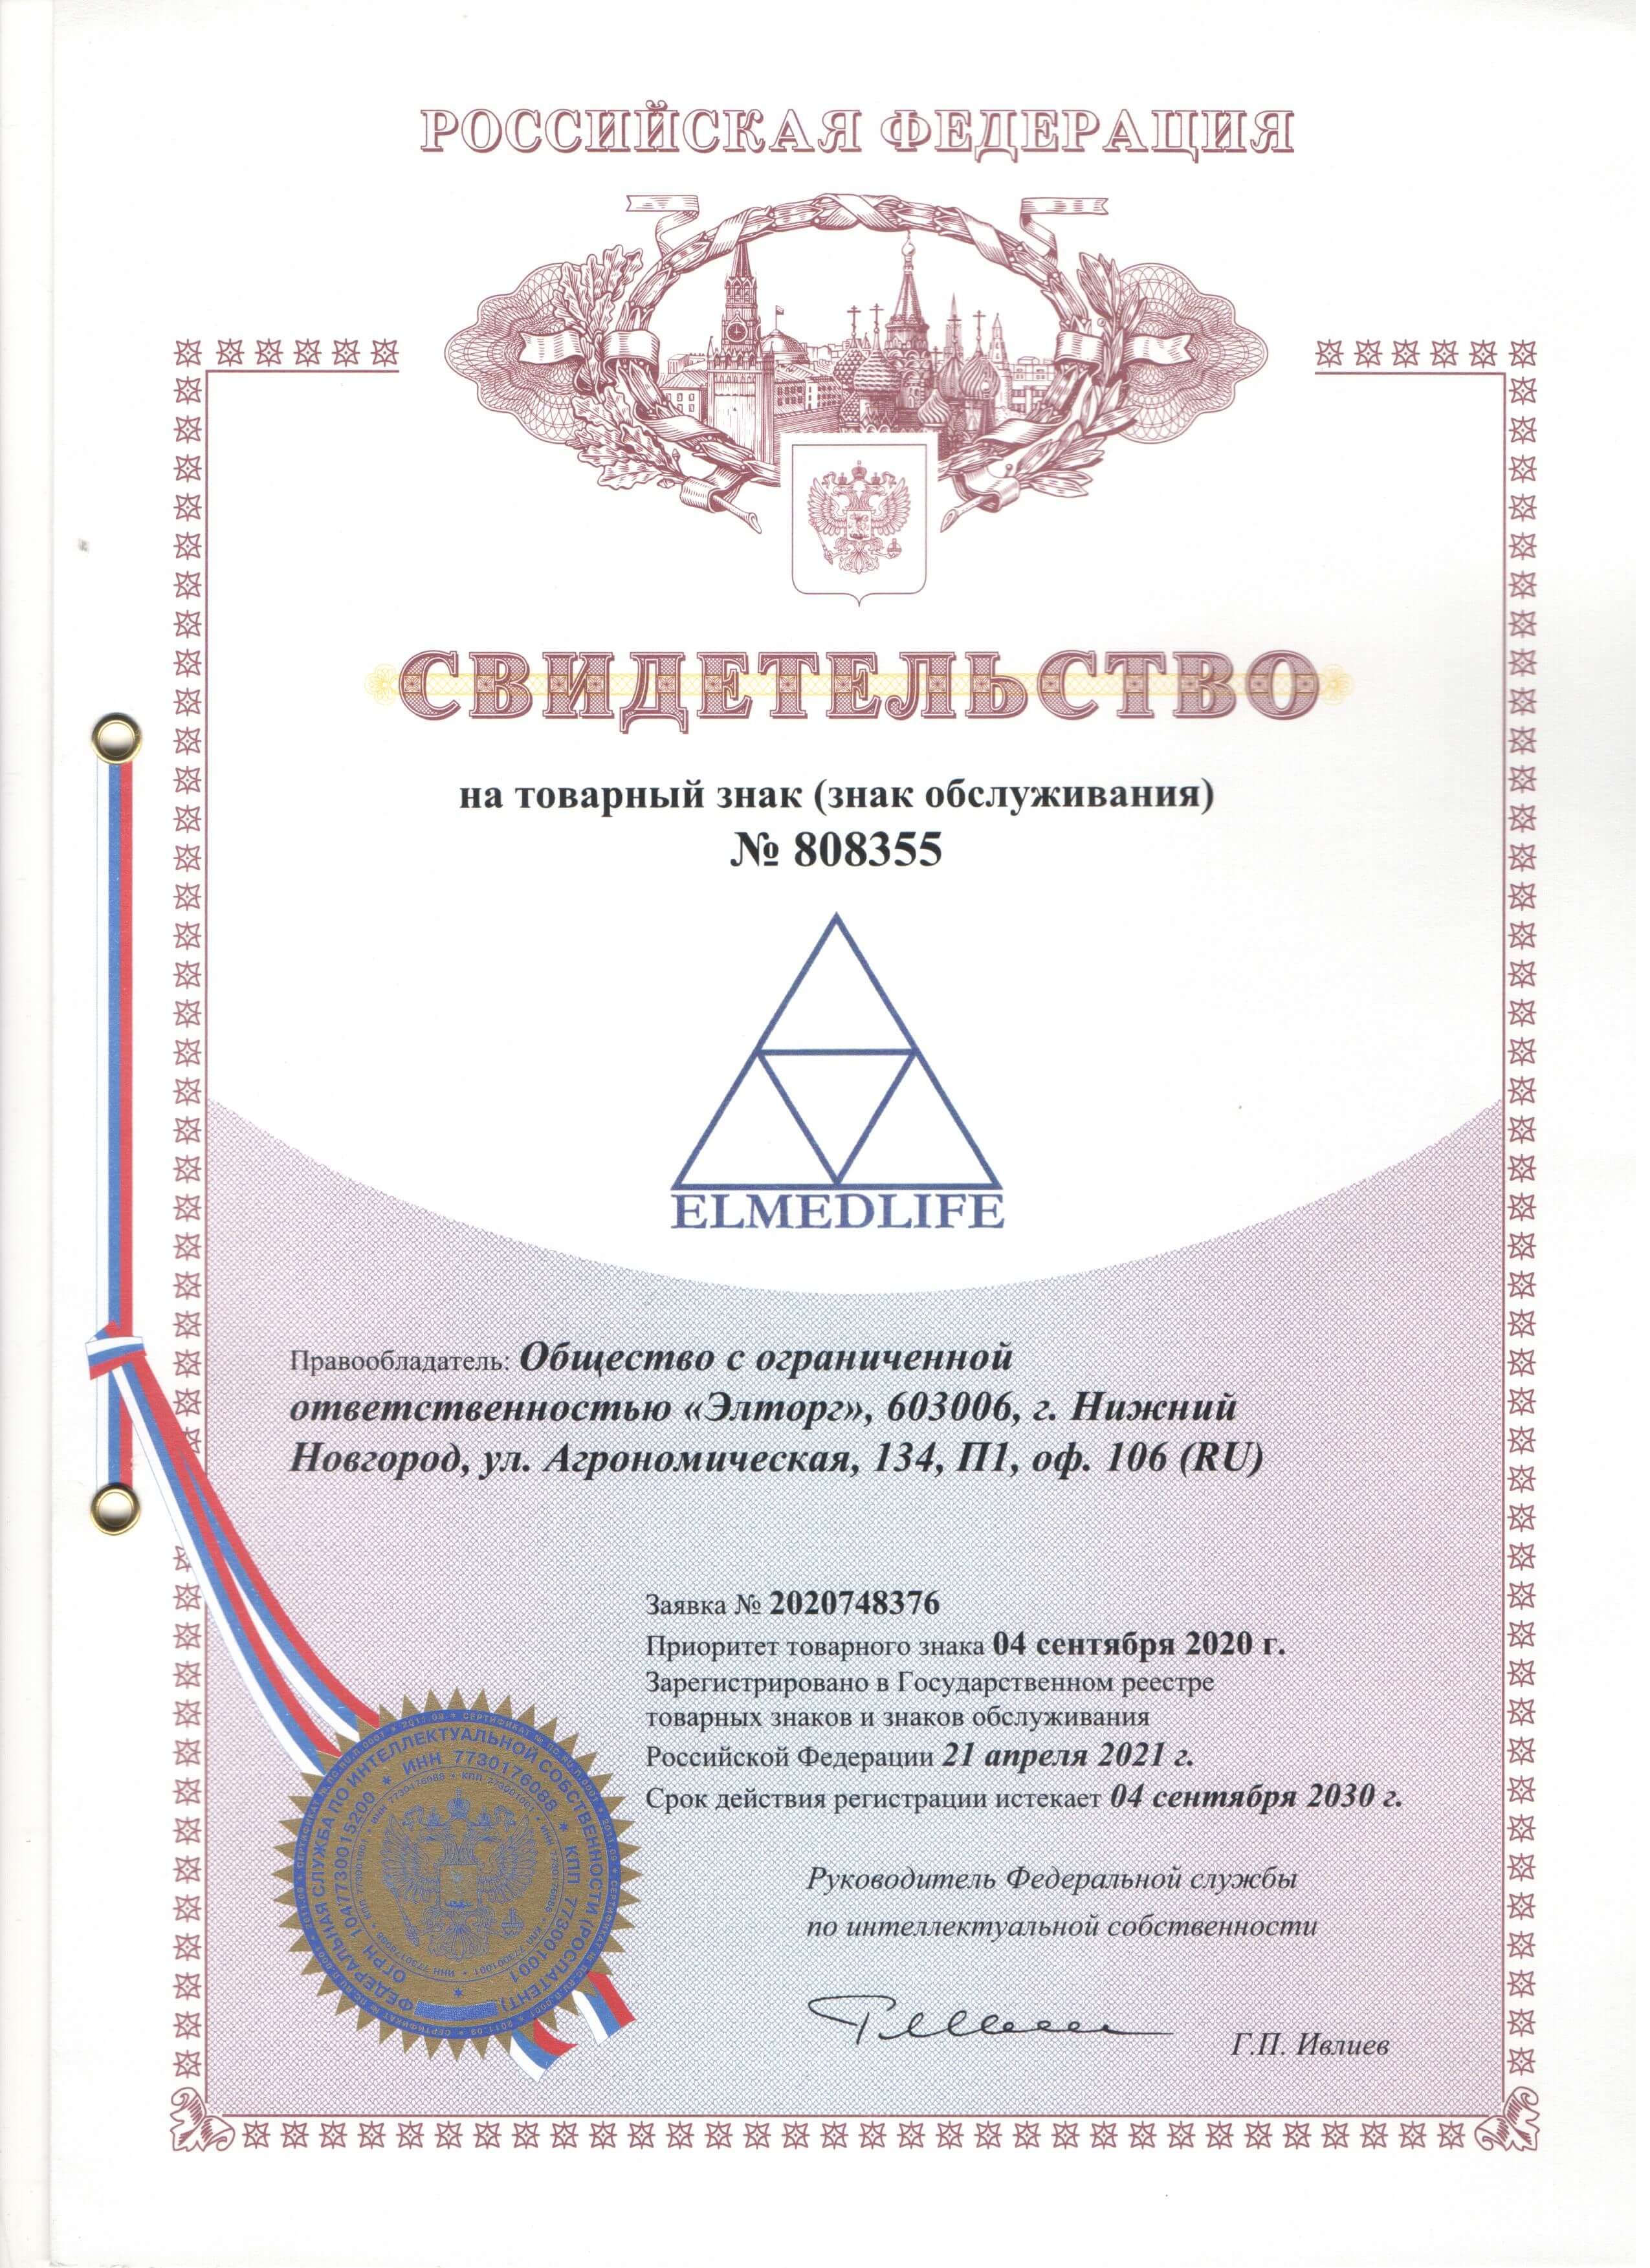 РОССИЙСКАЯ ФЕДЕРАЦИЯ
СВИДЕТЕЛЬСТВО
на товарный знак (знак обслуживания)
№ 808355
ELMEDLIFE
Правообладатель: Общество с ограниченной
ответственностью «Элторг», 603006, г. Нижний
Новгород, ул. Агрономическая, 134, П1, оф. 106 (RU)
Заявка № 2020748376
Приоритет товарного знака 04 сентября 2020 г.
Зарегистрировано в Государственном реестре
товарных знаков и знаков обслуживания
Российской Федерации 21 апреля 2021 г.
Срок действия регистрации истекает 04 сентября 2030 г.
Руководитель Федеральной службы
по интеллектуальной собственности
Г.П. Ивлиев
ФЕДЕРАЛЬНАЯ СЛУЖБА ПО ИНТЕЛЛЕКТУАЛЬНОЙ СОБСТВЕННОСТИ (РОСПАТЕНТ)
ОГРН 1047730015200 * ИНН 7730176088 * КПП 773001001 *